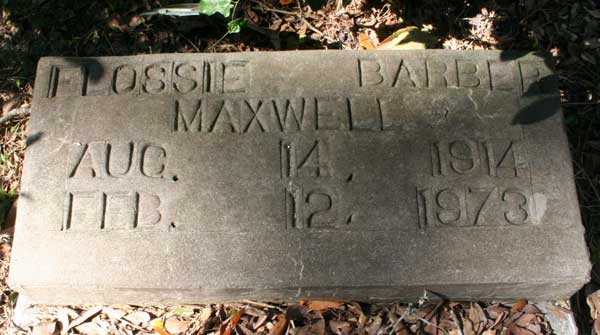 FLOSSIE BARBER
MAXWELL
AUG. 14, 1914
FEB. 12, 1973